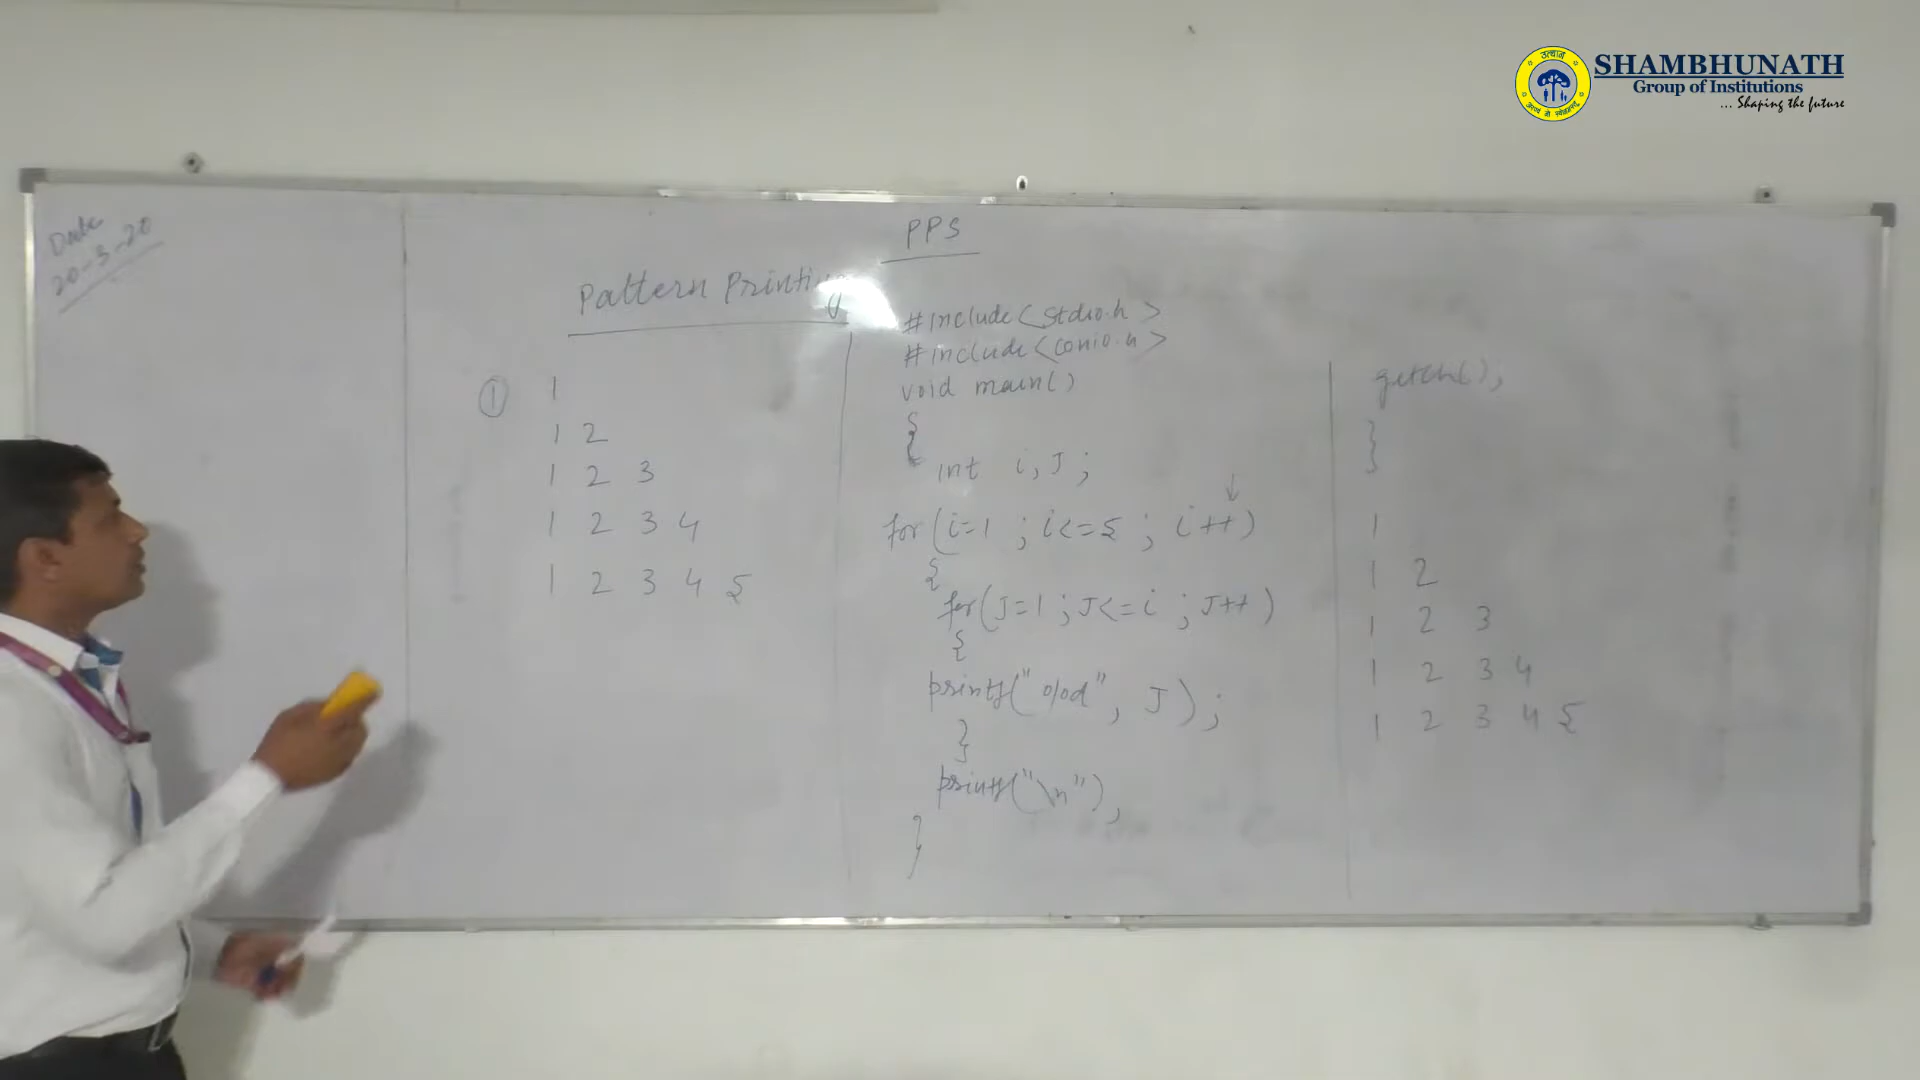 उत्थान
SHAMBHUNATH
Group of Institutions
... Shaping the future
Date
20-3-20
PPS
Pattern Printing
① 1
1 2
1 2 3
1 2 3 4
1 2 3 4 5
#include<stdio.h>
#include<conio.h>
void main()
{
int i, J ;
for(i=1 ; i<=5 ; i++)
{
for(J=1 ; J<=i ; J++)
{
printf("%d", J);
}
printf("\n");
}
getch();
}
1
1 2
1 2 3
1 2 3 4
1 2 3 4 5